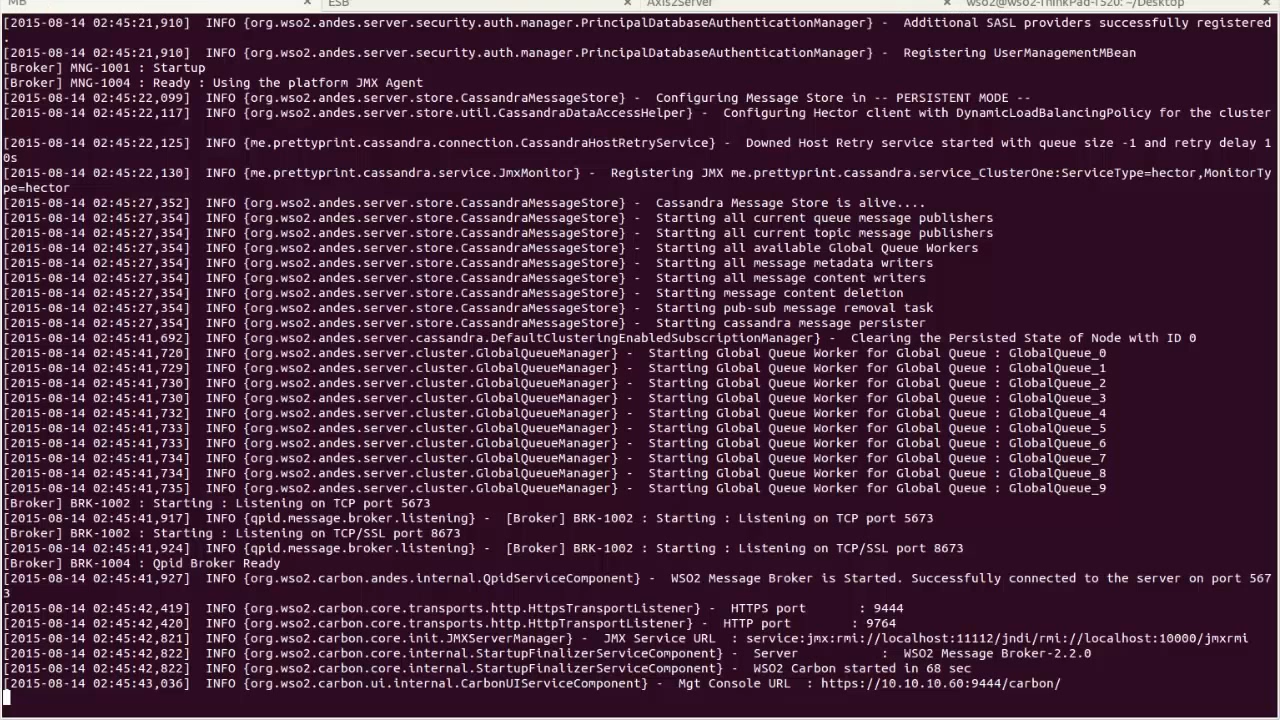 MB ESB Axis2Server wso2@wso2-ThinkPad-T520: ~/Desktop
[2015-08-14 02:45:21,910]  INFO {org.wso2.andes.server.security.auth.manager.PrincipalDatabaseAuthenticationManager} -  Additional SASL providers successfully registered
.
[2015-08-14 02:45:21,910]  INFO {org.wso2.andes.server.security.auth.manager.PrincipalDatabaseAuthenticationManager} -  Registering UserManagementMBean
[Broker] MNG-1001 : Startup
[Broker] MNG-1004 : Ready : Using the platform JMX Agent
[2015-08-14 02:45:22,099]  INFO {org.wso2.andes.server.store.CassandraMessageStore} -  Configuring Message Store in -- PERSISTENT MODE --
[2015-08-14 02:45:22,117]  INFO {org.wso2.andes.server.store.util.CassandraDataAccessHelper} -  Configuring Hector client with DynamicLoadBalancingPolicy for the cluster
[2015-08-14 02:45:22,125]  INFO {me.prettyprint.cassandra.connection.CassandraHostRetryService} -  Downed Host Retry service started with queue size -1 and retry delay 1
0s
[2015-08-14 02:45:22,130]  INFO {me.prettyprint.cassandra.service.JmxMonitor} -  Registering JMX me.prettyprint.cassandra.service_ClusterOne:ServiceType=hector,MonitorTy
pe=hector
[2015-08-14 02:45:27,352]  INFO {org.wso2.andes.server.store.CassandraMessageStore} -  Cassandra Message Store is alive....
[2015-08-14 02:45:27,354]  INFO {org.wso2.andes.server.store.CassandraMessageStore} -  Starting all current queue message publishers
[2015-08-14 02:45:27,354]  INFO {org.wso2.andes.server.store.CassandraMessageStore} -  Starting all current topic message publishers
[2015-08-14 02:45:27,354]  INFO {org.wso2.andes.server.store.CassandraMessageStore} -  Starting all available Global Queue Workers
[2015-08-14 02:45:27,354]  INFO {org.wso2.andes.server.store.CassandraMessageStore} -  Starting all message metadata writers
[2015-08-14 02:45:27,354]  INFO {org.wso2.andes.server.store.CassandraMessageStore} -  Starting all message content writers
[2015-08-14 02:45:27,354]  INFO {org.wso2.andes.server.store.CassandraMessageStore} -  Starting message content deletion
[2015-08-14 02:45:27,354]  INFO {org.wso2.andes.server.store.CassandraMessageStore} -  Starting pub-sub message removal task
[2015-08-14 02:45:27,354]  INFO {org.wso2.andes.server.store.CassandraMessageStore} -  Starting cassandra message persister
[2015-08-14 02:45:41,692]  INFO {org.wso2.andes.server.cassandra.DefaultClusteringEnabledSubscriptionManager} -  Clearing the Persisted State of Node with ID 0
[2015-08-14 02:45:41,720]  INFO {org.wso2.andes.server.cluster.GlobalQueueManager} -  Starting Global Queue Worker for Global Queue : GlobalQueue_0
[2015-08-14 02:45:41,729]  INFO {org.wso2.andes.server.cluster.GlobalQueueManager} -  Starting Global Queue Worker for Global Queue : GlobalQueue_1
[2015-08-14 02:45:41,730]  INFO {org.wso2.andes.server.cluster.GlobalQueueManager} -  Starting Global Queue Worker for Global Queue : GlobalQueue_2
[2015-08-14 02:45:41,730]  INFO {org.wso2.andes.server.cluster.GlobalQueueManager} -  Starting Global Queue Worker for Global Queue : GlobalQueue_3
[2015-08-14 02:45:41,732]  INFO {org.wso2.andes.server.cluster.GlobalQueueManager} -  Starting Global Queue Worker for Global Queue : GlobalQueue_4
[2015-08-14 02:45:41,733]  INFO {org.wso2.andes.server.cluster.GlobalQueueManager} -  Starting Global Queue Worker for Global Queue : GlobalQueue_5
[2015-08-14 02:45:41,733]  INFO {org.wso2.andes.server.cluster.GlobalQueueManager} -  Starting Global Queue Worker for Global Queue : GlobalQueue_6
[2015-08-14 02:45:41,734]  INFO {org.wso2.andes.server.cluster.GlobalQueueManager} -  Starting Global Queue Worker for Global Queue : GlobalQueue_7
[2015-08-14 02:45:41,734]  INFO {org.wso2.andes.server.cluster.GlobalQueueManager} -  Starting Global Queue Worker for Global Queue : GlobalQueue_8
[2015-08-14 02:45:41,735]  INFO {org.wso2.andes.server.cluster.GlobalQueueManager} -  Starting Global Queue Worker for Global Queue : GlobalQueue_9
[Broker] BRK-1002 : Starting : Listening on TCP port 5673
[2015-08-14 02:45:41,917]  INFO {qpid.message.broker.listening} -  [Broker] BRK-1002 : Starting : Listening on TCP port 5673
[Broker] BRK-1002 : Starting : Listening on TCP/SSL port 8673
[2015-08-14 02:45:41,924]  INFO {qpid.message.broker.listening} -  [Broker] BRK-1002 : Starting : Listening on TCP/SSL port 8673
[Broker] BRK-1004 : Qpid Broker Ready
[2015-08-14 02:45:41,927]  INFO {org.wso2.carbon.andes.internal.QpidServiceComponent} -  WSO2 Message Broker is Started. Successfully connected to the server on port 567
3
[2015-08-14 02:45:42,419]  INFO {org.wso2.carbon.core.transports.http.HttpsTransportListener} -  HTTPS port       : 9444
[2015-08-14 02:45:42,420]  INFO {org.wso2.carbon.core.transports.http.HttpTransportListener} -  HTTP port         : 9764
[2015-08-14 02:45:42,821]  INFO {org.wso2.carbon.core.init.JMXServerManager} -  JMX Service URL  : service:jmx:rmi://localhost:11112/jndi/rmi://localhost:10000/jmxrmi
[2015-08-14 02:45:42,822]  INFO {org.wso2.carbon.core.internal.StartupFinalizerServiceComponent} -  Server           :  WSO2 Message Broker-2.2.0
[2015-08-14 02:45:42,822]  INFO {org.wso2.carbon.core.internal.StartupFinalizerServiceComponent} -  WSO2 Carbon started in 68 sec
[2015-08-14 02:45:43,036]  INFO {org.wso2.carbon.ui.internal.CarbonUIServiceComponent} -  Mgt Console URL  : https://10.10.10.60:9444/carbon/